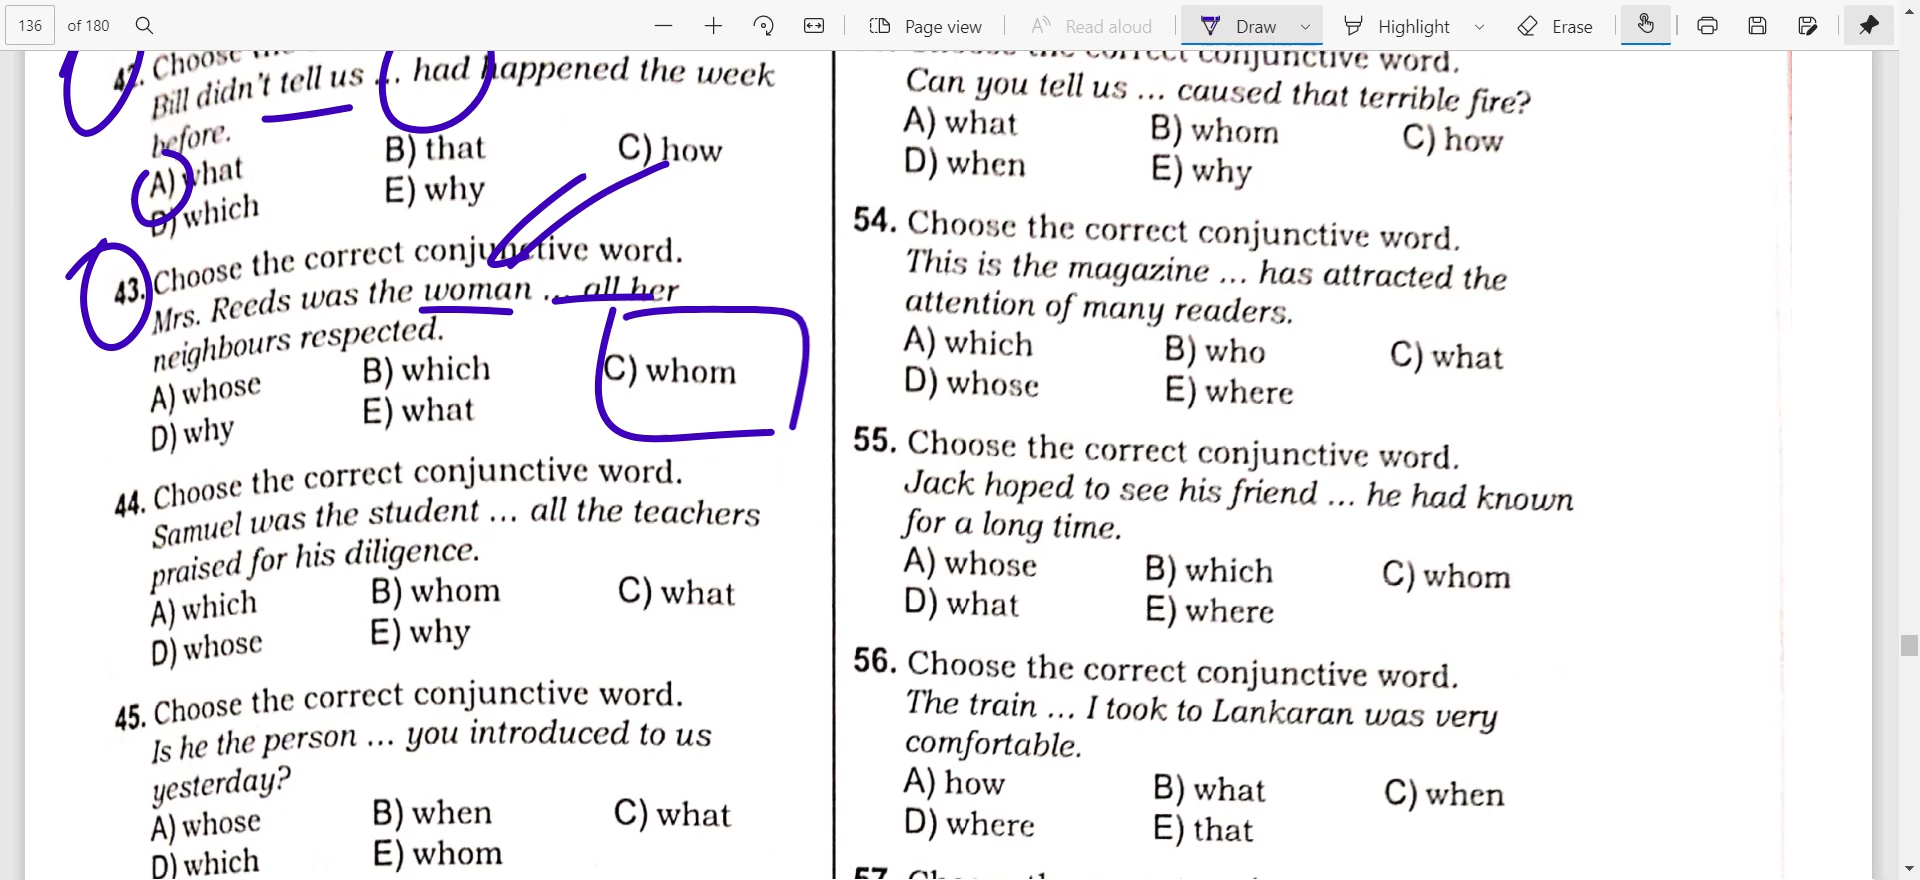 136 of 180
Page view
Read aloud
Draw
Highlight
Erase
42. Choose
Bill didn't tell us ... had happened the week
before.
A) what B) that C) how
D) which E) why
43. Choose the correct conjunctive word.
Mrs. Reeds was the woman ... all her
neighbours respected.
A) whose B) which C) whom
D) why E) what
44. Choose the correct conjunctive word.
Samuel was the student ... all the teachers
praised for his diligence.
A) which B) whom C) what
D) whose E) why
45. Choose the correct conjunctive word.
Is he the person ... you introduced to us
yesterday?
A) whose B) when C) what
D) which E) whom
Choose the correct conjunctive word.
Can you tell us ... caused that terrible fire?
A) what B) whom C) how
D) when E) why
54. Choose the correct conjunctive word.
This is the magazine ... has attracted the
attention of many readers.
A) which B) who C) what
D) whose E) where
55. Choose the correct conjunctive word.
Jack hoped to see his friend ... he had known
for a long time.
A) whose B) which C) whom
D) what E) where
56. Choose the correct conjunctive word.
The train ... I took to Lankaran was very
comfortable.
A) how B) what C) when
D) where E) that
57